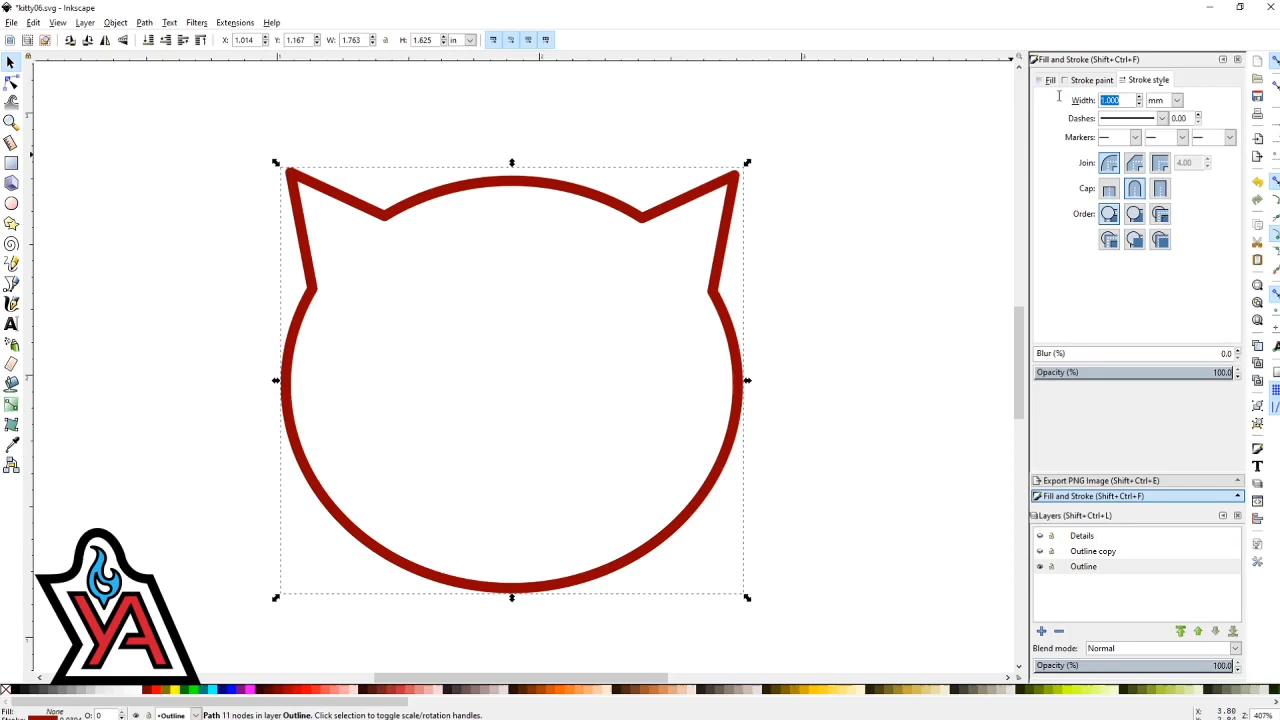 *kitty06.svg - Inkscape
File Edit View Layer Object Path Text Filters Extensions Help
X: 1.014 Y: 1.167 W: 1.763 H: 1.625 in
Fill and Stroke (Shift+Ctrl+F)
Fill Stroke paint Stroke style
Width: 1.000 mm
Dashes: 0.00
Markers:
Join: 4.00
Cap:
Order:
Blur (%) 0.0
Opacity (%) 100.0
Export PNG Image (Shift+Ctrl+E)
Fill and Stroke (Shift+Ctrl+F)
Layers (Shift+Ctrl+L)
Details
Outline copy
Outline
Blend mode: Normal
Opacity (%) 100.0
YA
Fill: None
O: 0 •Outline Path 11 nodes in layer Outline. Click selection to toggle scale/rotation handles.
X: 3.80
Z: 407%